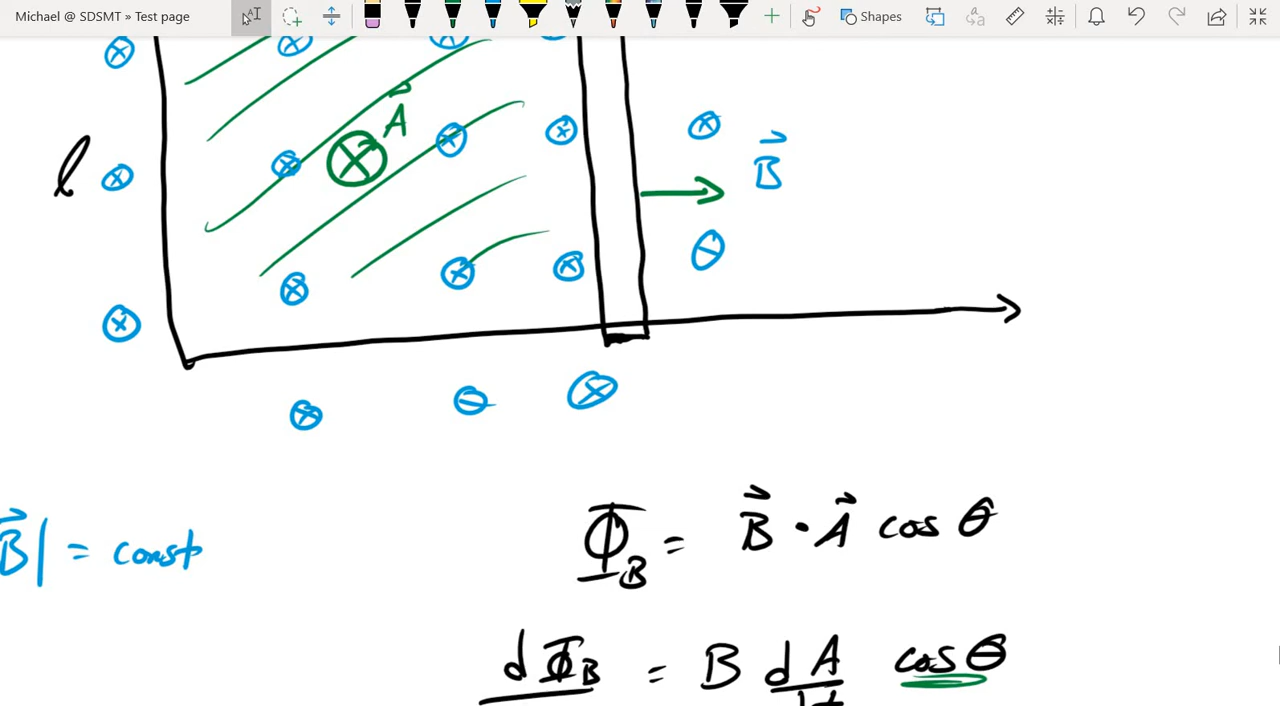 Michael @ SDSMT » Test page
Shapes
A⃗
l
B⃗
B⃗| = const
Φ_B = B⃗ · A⃗ cos θ
dΦ_B = B dA cos θ